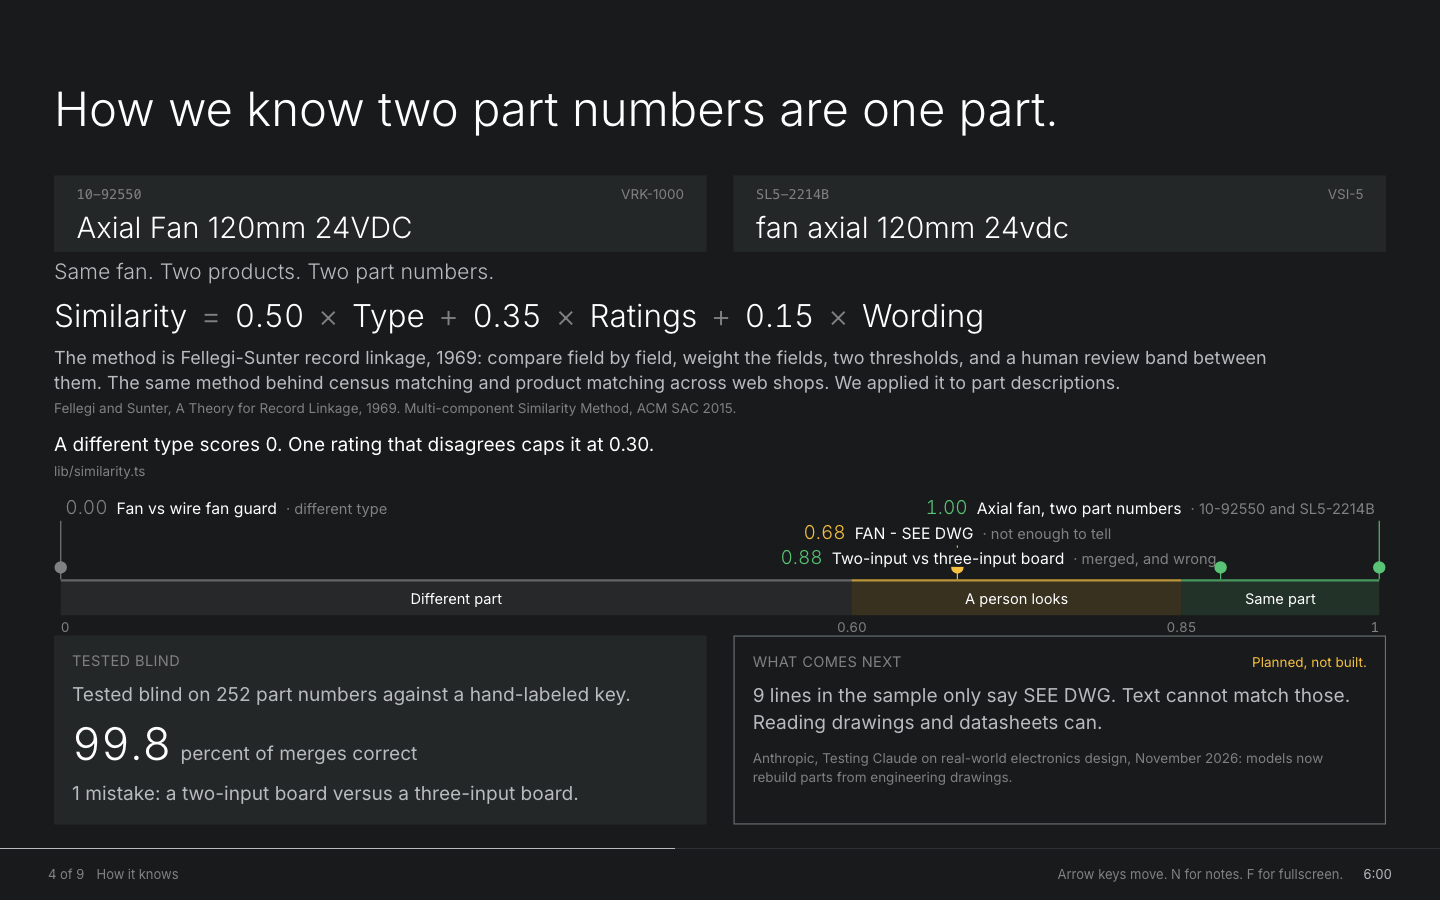 How we know two part numbers are one part.
10–92550 VRK-1000
Axial Fan 120mm 24VDC
SL5–2214B VSI-5
fan axial 120mm 24vdc
Same fan. Two products. Two part numbers.
Similarity = 0.50 × Type + 0.35 × Ratings + 0.15 × Wording
The method is Fellegi-Sunter record linkage, 1969: compare field by field, weight the fields, two thresholds, and a human review band between
them. The same method behind census matching and product matching across web shops. We applied it to part descriptions.
Fellegi and Sunter, A Theory for Record Linkage, 1969. Multi-component Similarity Method, ACM SAC 2015.
A different type scores 0. One rating that disagrees caps it at 0.30.
lib/similarity.ts
0.00 Fan vs wire fan guard · different type
1.00 Axial fan, two part numbers · 10-92550 and SL5-2214B
0.68 FAN - SEE DWG · not enough to tell
0.88 Two-input vs three-input board · merged, and wrong
Different part A person looks Same part
0 0.60 0.85 1
TESTED BLIND
Tested blind on 252 part numbers against a hand-labeled key.
99.8 percent of merges correct
1 mistake: a two-input board versus a three-input board.
WHAT COMES NEXT Planned, not built.
9 lines in the sample only say SEE DWG. Text cannot match those.
Reading drawings and datasheets can.
Anthropic, Testing Claude on real-world electronics design, November 2026: models now
rebuild parts from engineering drawings.
4 of 9 How it knows Arrow keys move. N for notes. F for fullscreen. 6:00